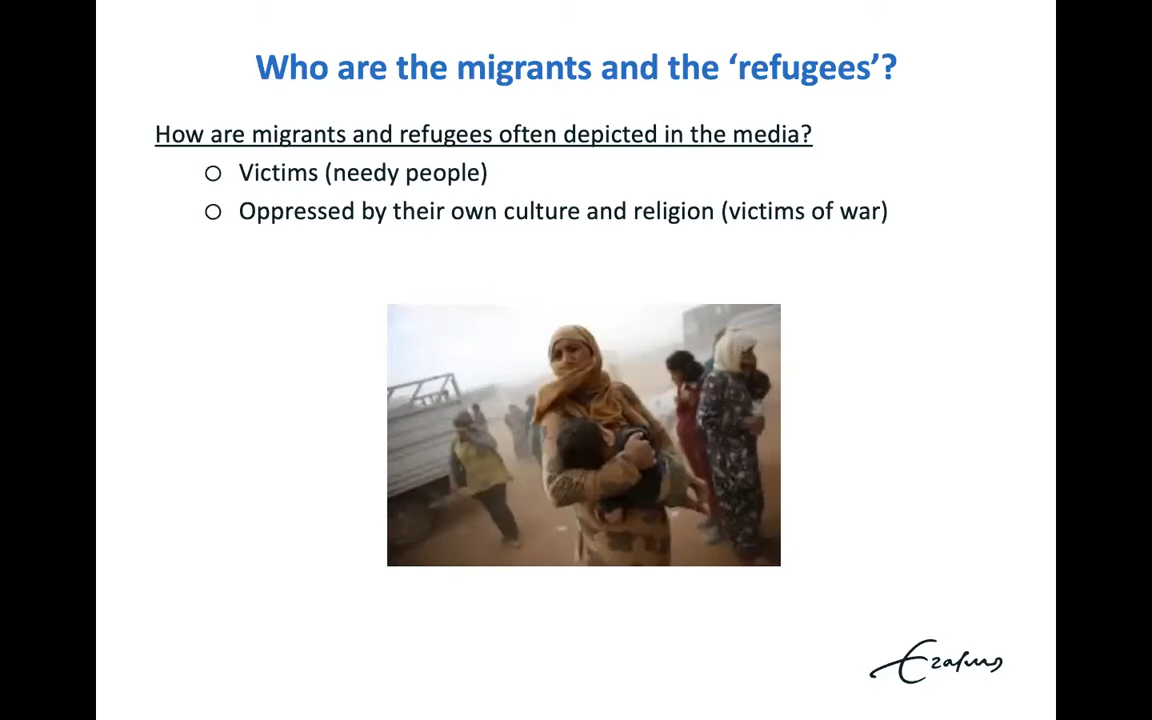 Who are the migrants and the ‘refugees’?
How are migrants and refugees often depicted in the media?
○ Victims (needy people)
○ Oppressed by their own culture and religion (victims of war)
Erasmus